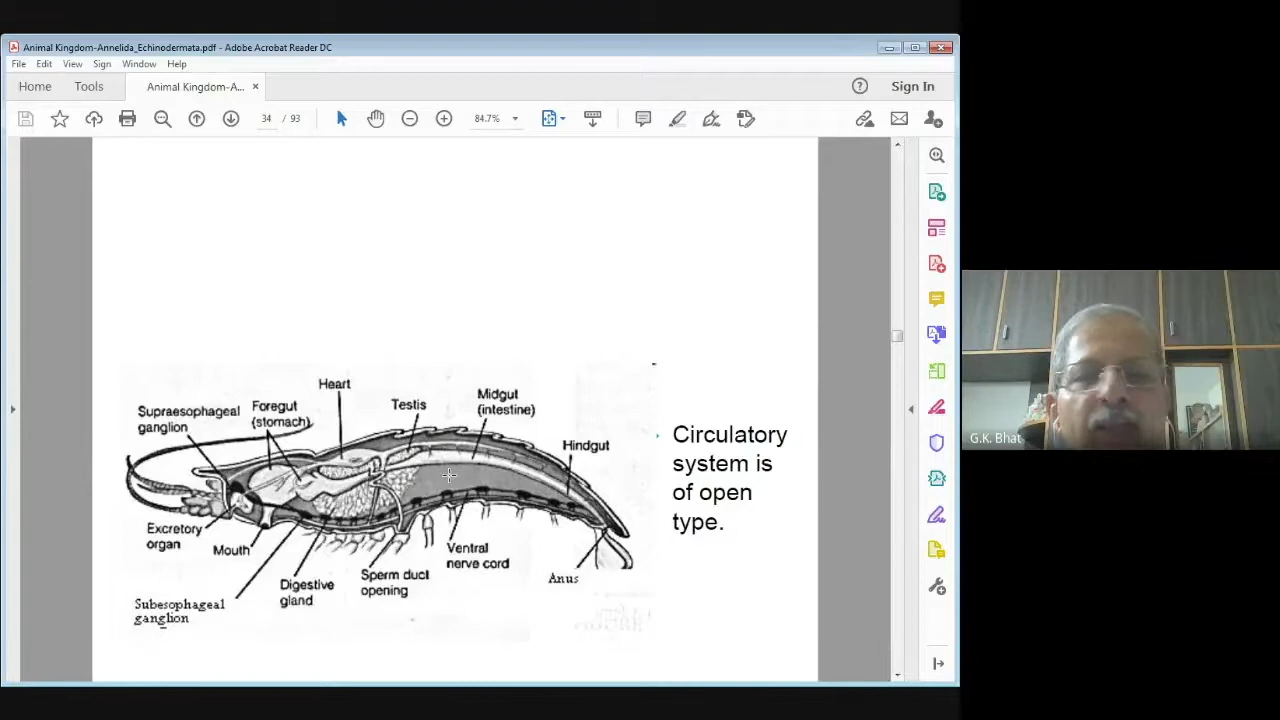 Animal Kingdom-Annelida_Echinodermata.pdf - Adobe Acrobat Reader DC
File Edit View Sign Window Help
Home Tools Animal Kingdom-A... × Sign In
34 / 93 84.7%
Heart
Supraesophageal
ganglion
Foregut
(stomach)
Testis
Midgut
(intestine)
Hindgut
Excretory
organ
Mouth
Digestive
gland
Sperm duct
opening
Ventral
nerve cord
Anus
Subesophageal
ganglion
Circulatory
system is
of open
type.
G.K. Bhat